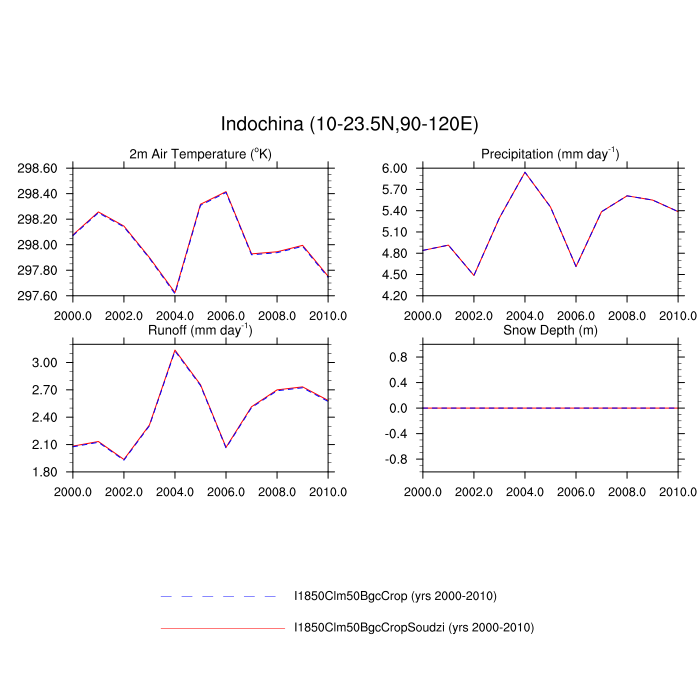 Indochina (10-23.5N,90-120E)
2m Air Temperature (°K)
Precipitation (mm day⁻¹)
298.60
298.40
298.20
298.00
297.80
297.60
2000.0 2002.0 2004.0 2006.0 2008.0 2010.0
6.00
5.70
5.40
5.10
4.80
4.50
4.20
2000.0 2002.0 2004.0 2006.0 2008.0 2010.0
Runoff (mm day⁻¹)
Snow Depth (m)
3.00
2.70
2.40
2.10
1.80
2000.0 2002.0 2004.0 2006.0 2008.0 2010.0
0.8
0.4
0.0
-0.4
-0.8
2000.0 2002.0 2004.0 2006.0 2008.0 2010.0
I1850Clm50BgcCrop (yrs 2000-2010)
I1850Clm50BgcCropSoudzi (yrs 2000-2010)